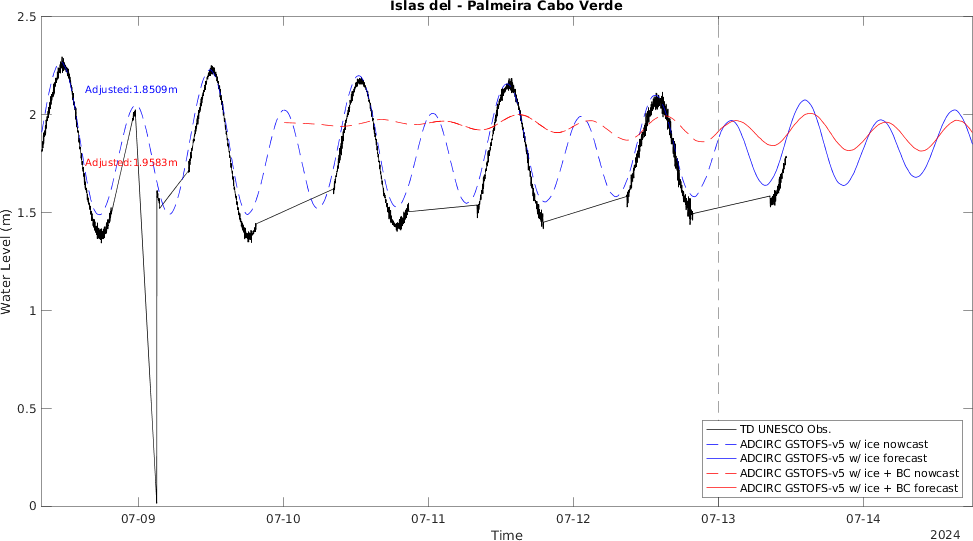 Islas del - Palmeira Cabo Verde
2.5
2
1.5
1
0.5
0
Water Level (m)
Adjusted:1.8509m
Adjusted:1.9583m
TD UNESCO Obs.
ADCIRC GSTOFS-v5 w/ ice nowcast
ADCIRC GSTOFS-v5 w/ ice forecast
ADCIRC GSTOFS-v5 w/ ice + BC nowcast
ADCIRC GSTOFS-v5 w/ ice + BC forecast
07-09 07-10 07-11 07-12 07-13 07-14
Time
2024